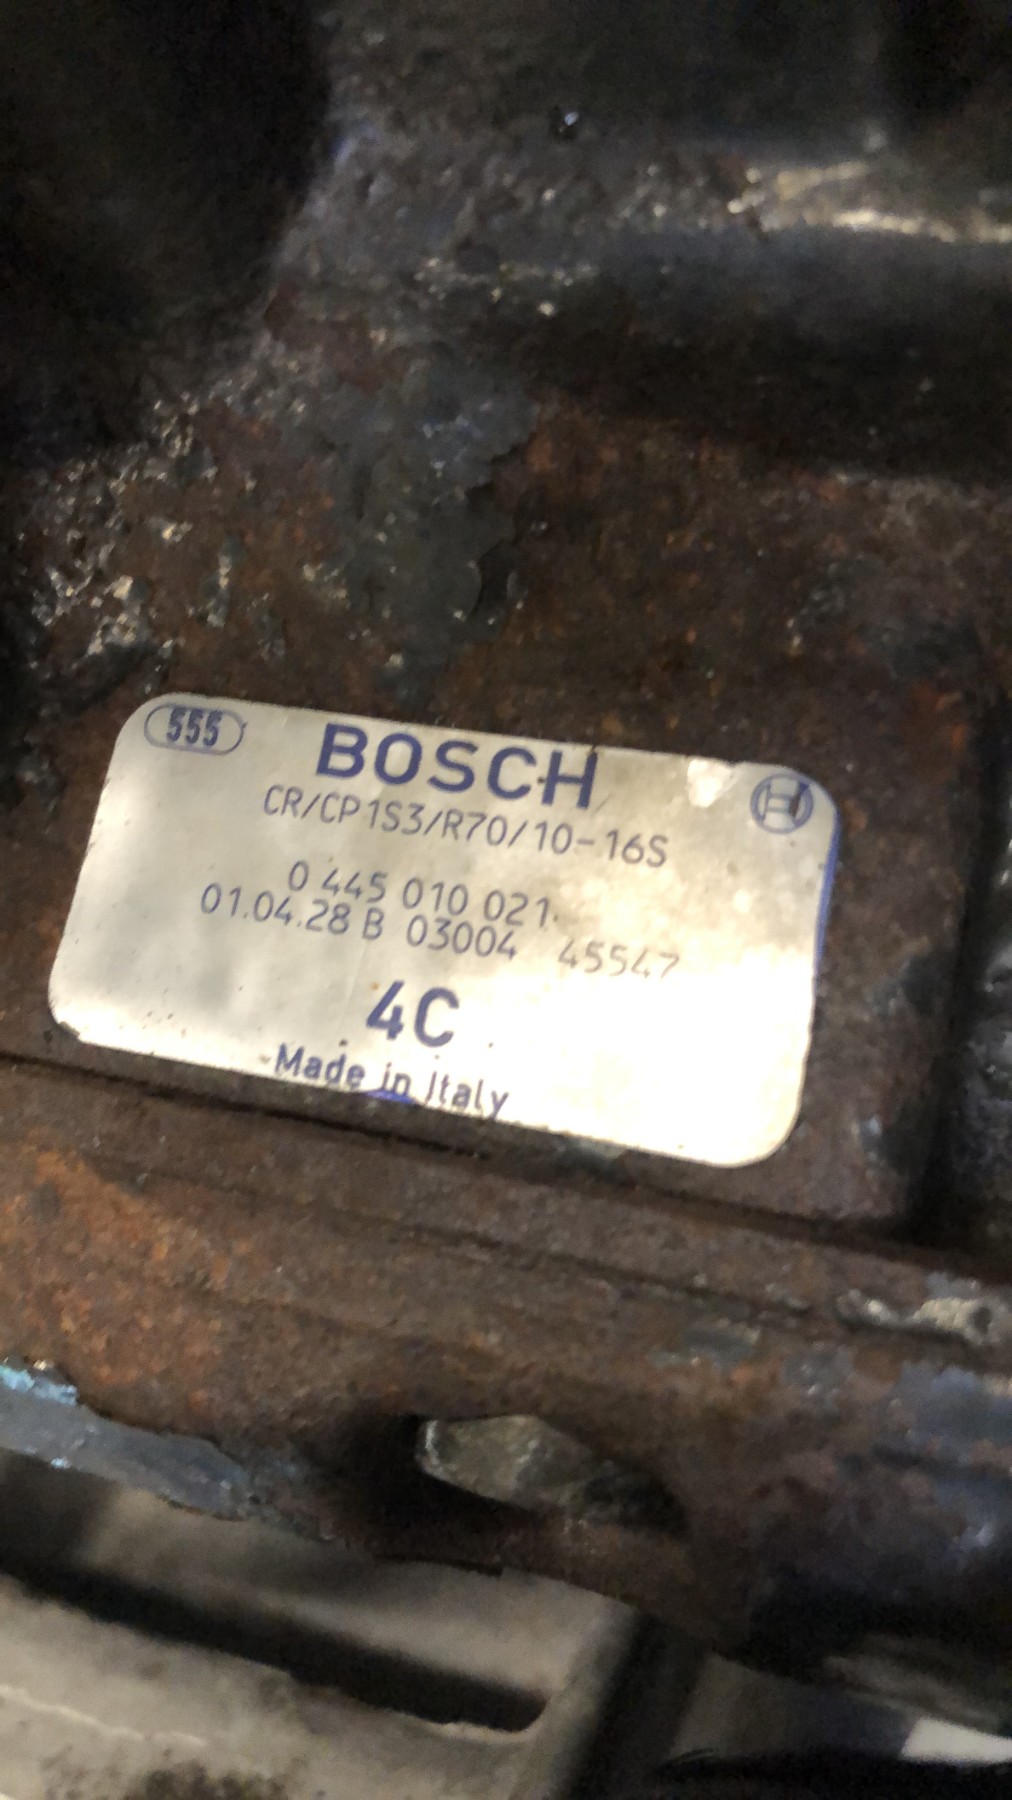 555
BOSCH
CR/CP1S3/R70/10-16S
0 445 010 021
01.04.28 B 03004 45547
4C
Made in Italy